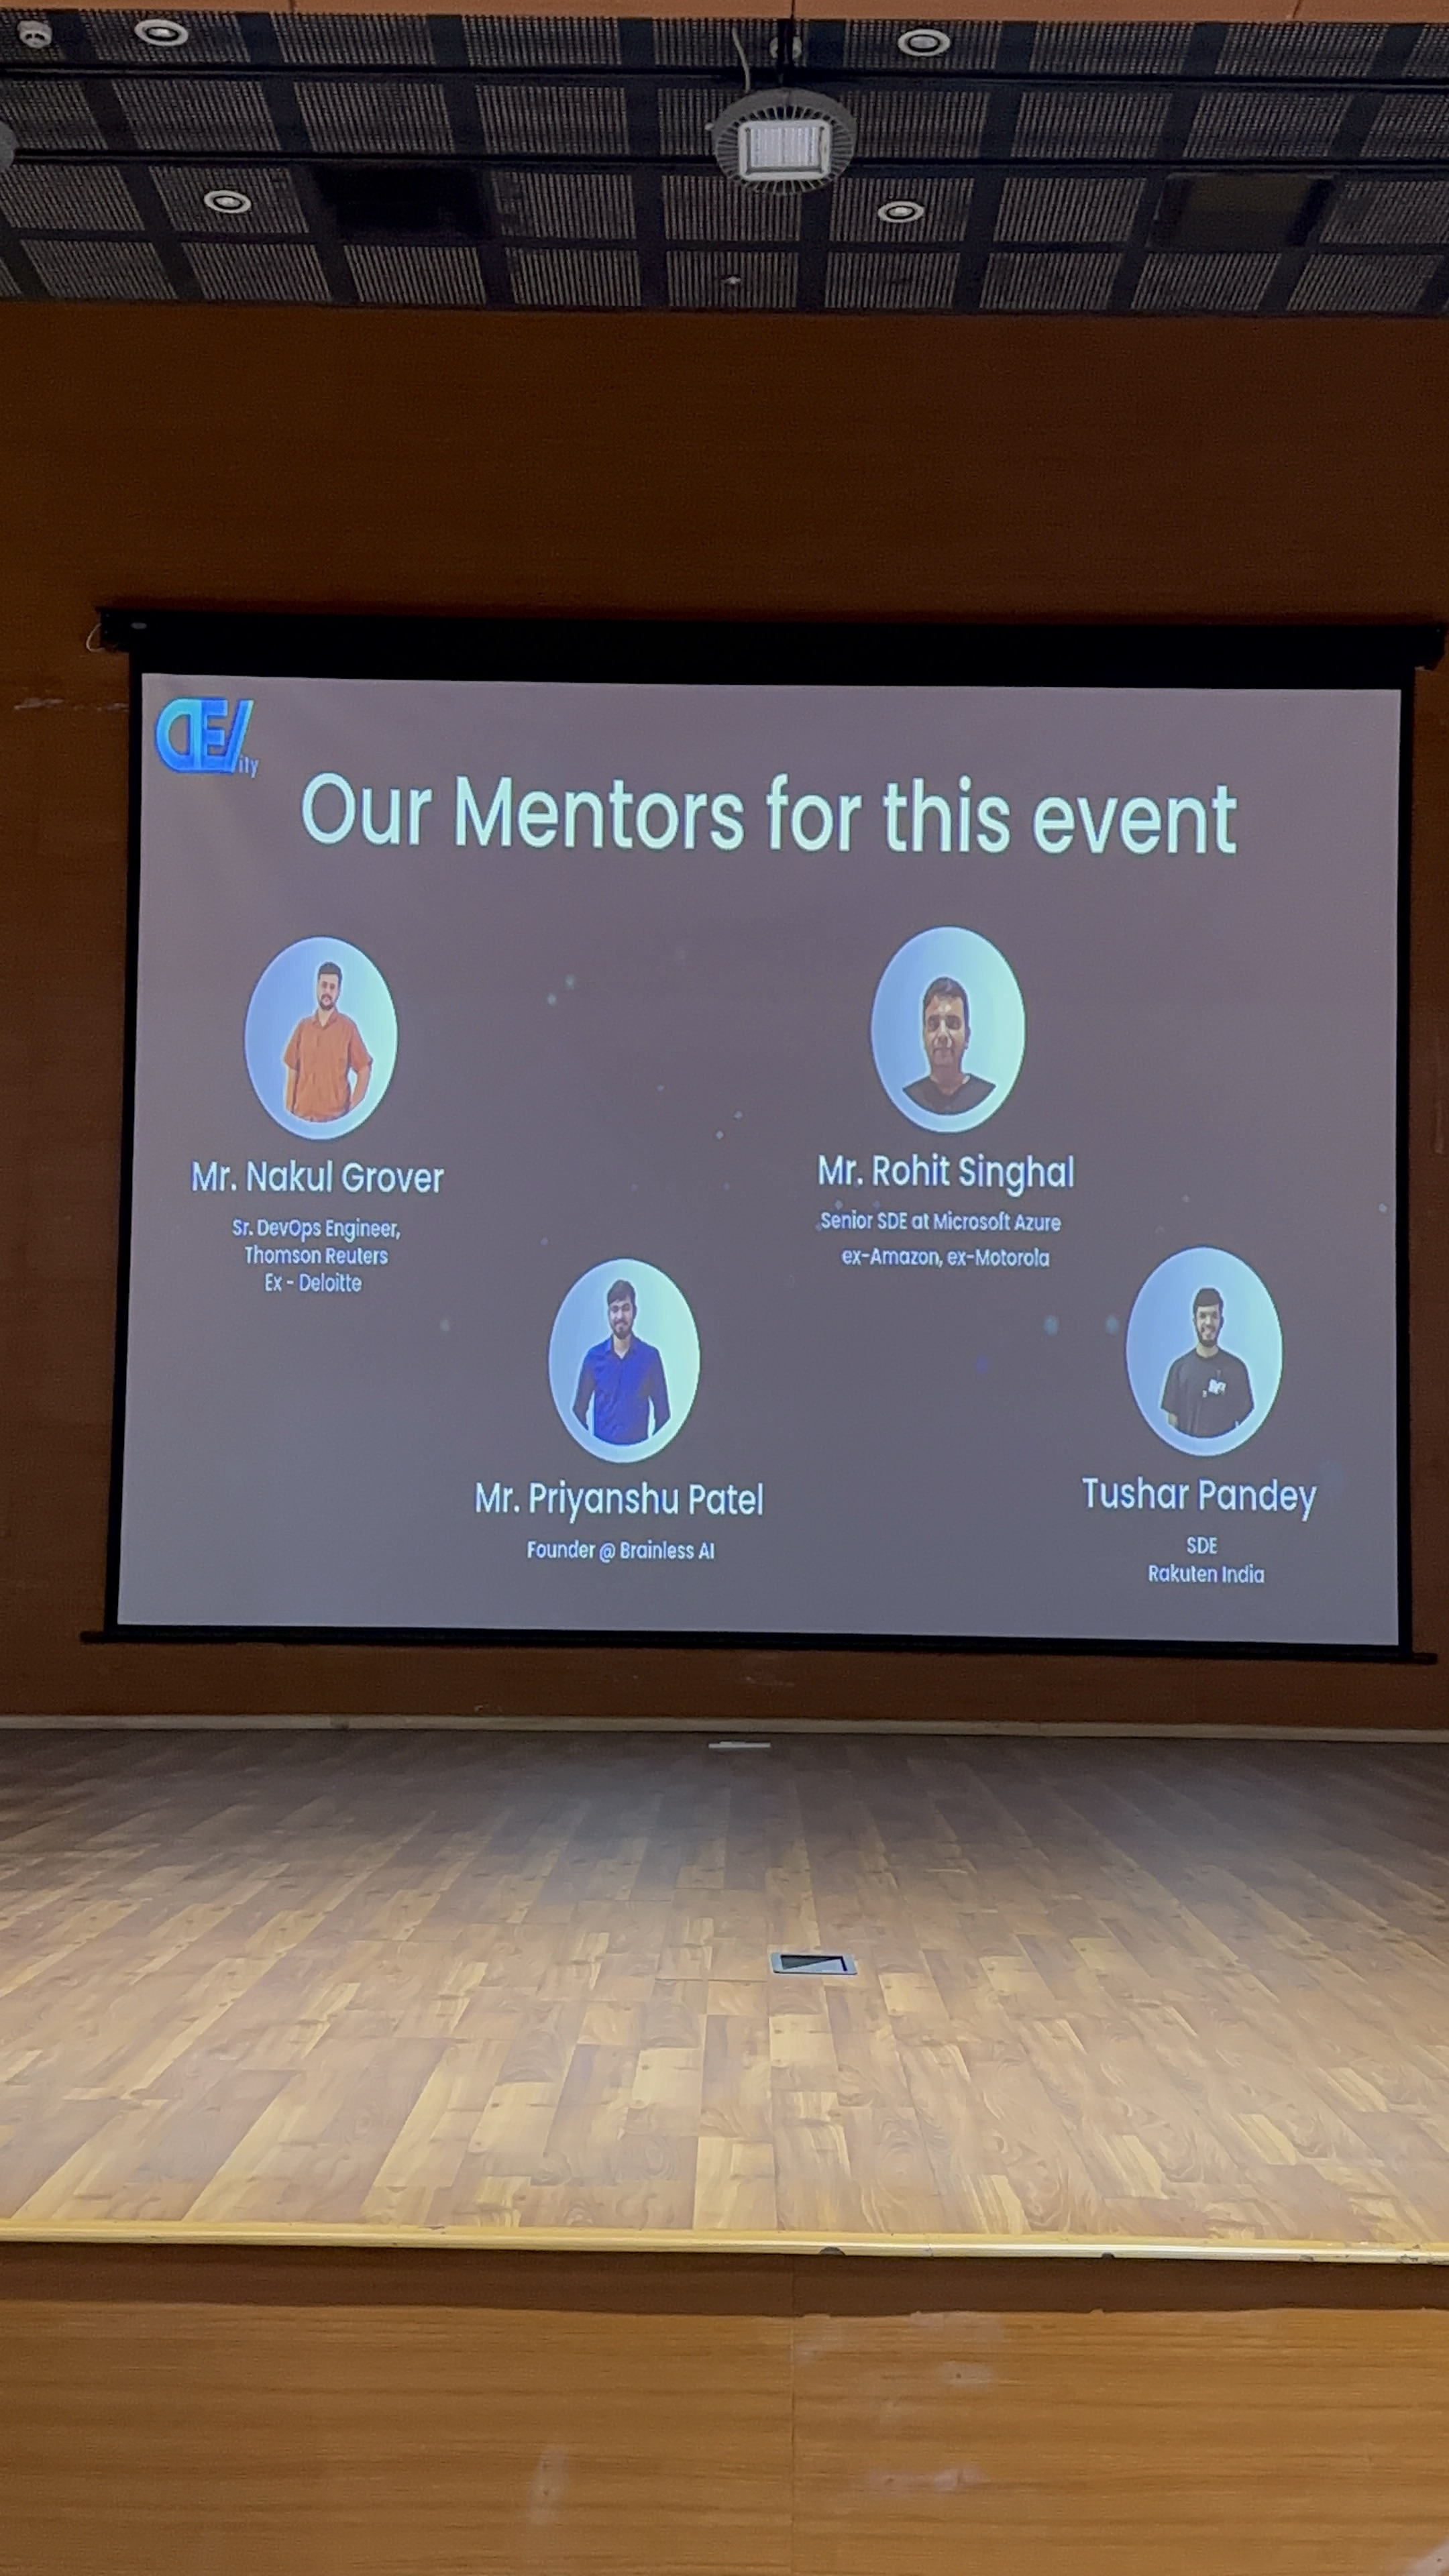 DEV
ity
Our Mentors for this event
Mr. Nakul Grover
Sr. DevOps Engineer,
Thomson Reuters
Ex - Deloitte
Mr. Rohit Singhal
Senior SDE at Microsoft Azure
ex-Amazon, ex-Motorola
Mr. Priyanshu Patel
Founder @ Brainless AI
Tushar Pandey
SDE
Rakuten India